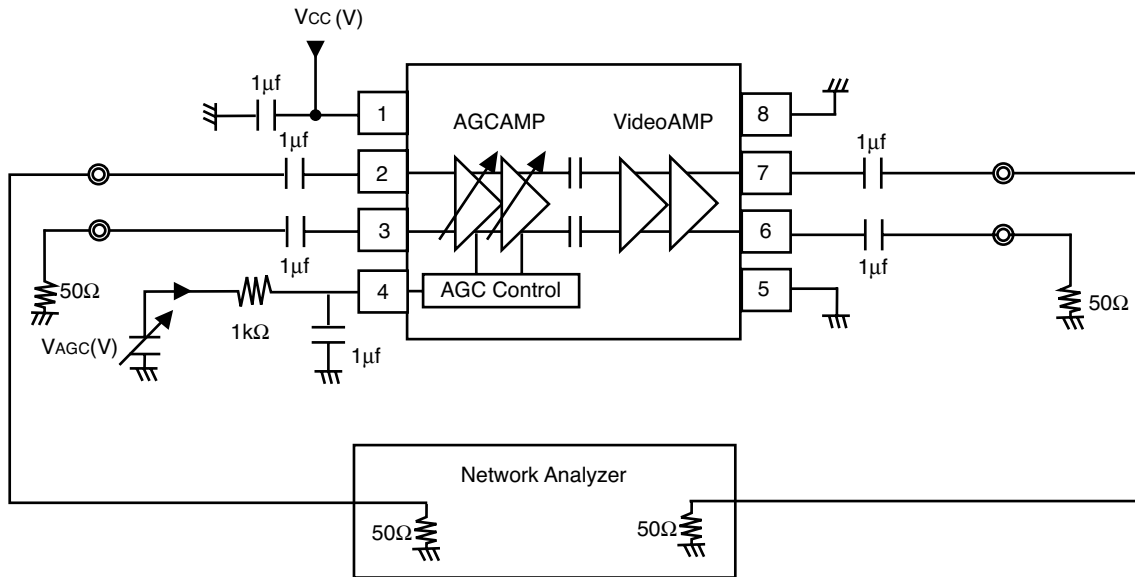 VCC (V)
1µf
1
8
AGCAMP
VideoAMP
1µf
1µf
2
7
3
6
1µf
1µf
4
AGC Control
5
50Ω
1kΩ
50Ω
VAGC(V)
1µf
Network Analyzer
50Ω
50Ω